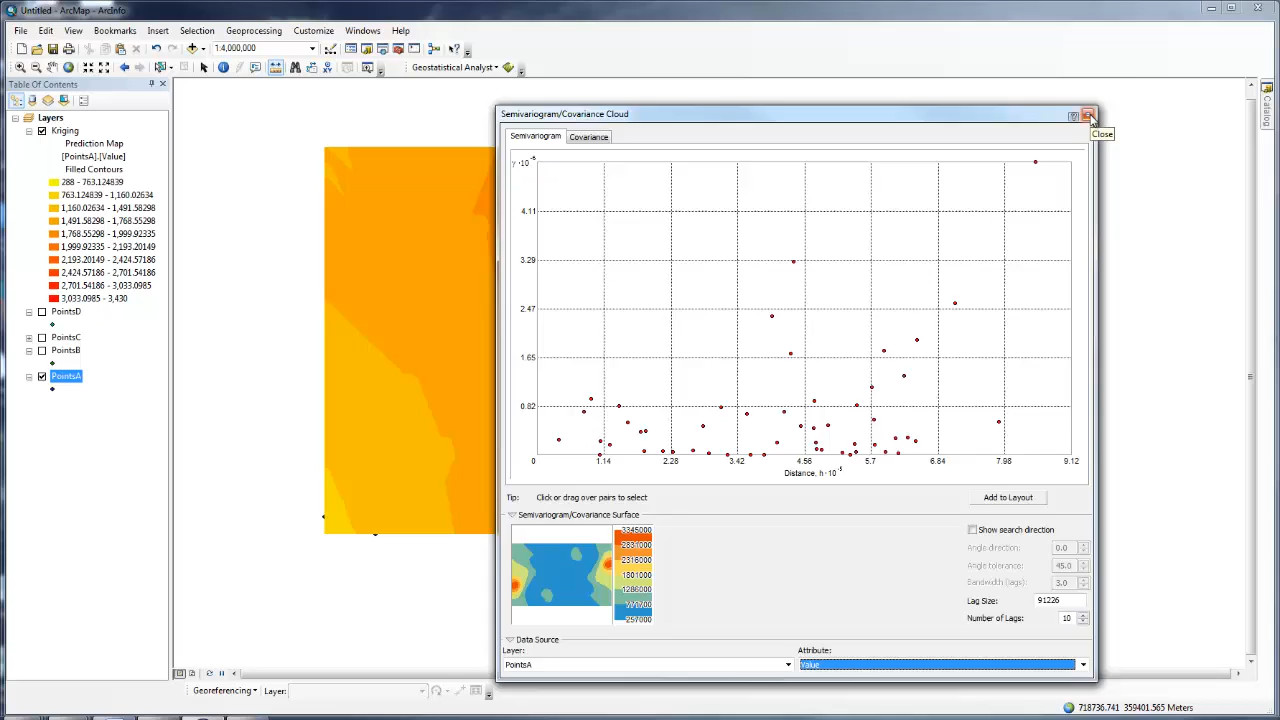 Untitled - ArcMap - ArcInfo
File Edit View Bookmarks Insert Selection Geoprocessing Customize Windows Help
1:4,000,000
Geostatistical Analyst
Table Of Contents
Layers
Kriging
Prediction Map
[PointsA].[Value]
Filled Contours
288 - 763.124839
763.124839 - 1,160.02634
1,160.02634 - 1,491.58298
1,491.58298 - 1,768.55298
1,768.55298 - 1,999.92335
1,999.92335 - 2,193.20149
2,193.20149 - 2,424.57186
2,424.57186 - 2,701.54186
2,701.54186 - 3,033.0985
3,033.0985 - 3,430
PointsD
PointsC
PointsB
PointsA
Catalog
Semivariogram/Covariance Cloud
Close
Semivariogram Covariance
γ·10⁻⁶
4.11
3.29
2.47
1.65
0.82
0 1.14 2.28 3.42 4.56 5.7 6.84 7.98 9.12
Distance, h·10⁻⁵
Tip: Click or drag over pairs to select
Add to Layout
Semivariogram/Covariance Surface
3345000
2831000
2316000
1801000
1286000
771700
257000
Show search direction
Angle direction: 0.0
Angle tolerance: 45.0
Bandwidth (lags): 3.0
Lag Size: 91226
Number of Lags: 10
Data Source
Layer: Attribute:
PointsA Value
Georeferencing Layer:
718736.741 359401.565 Meters